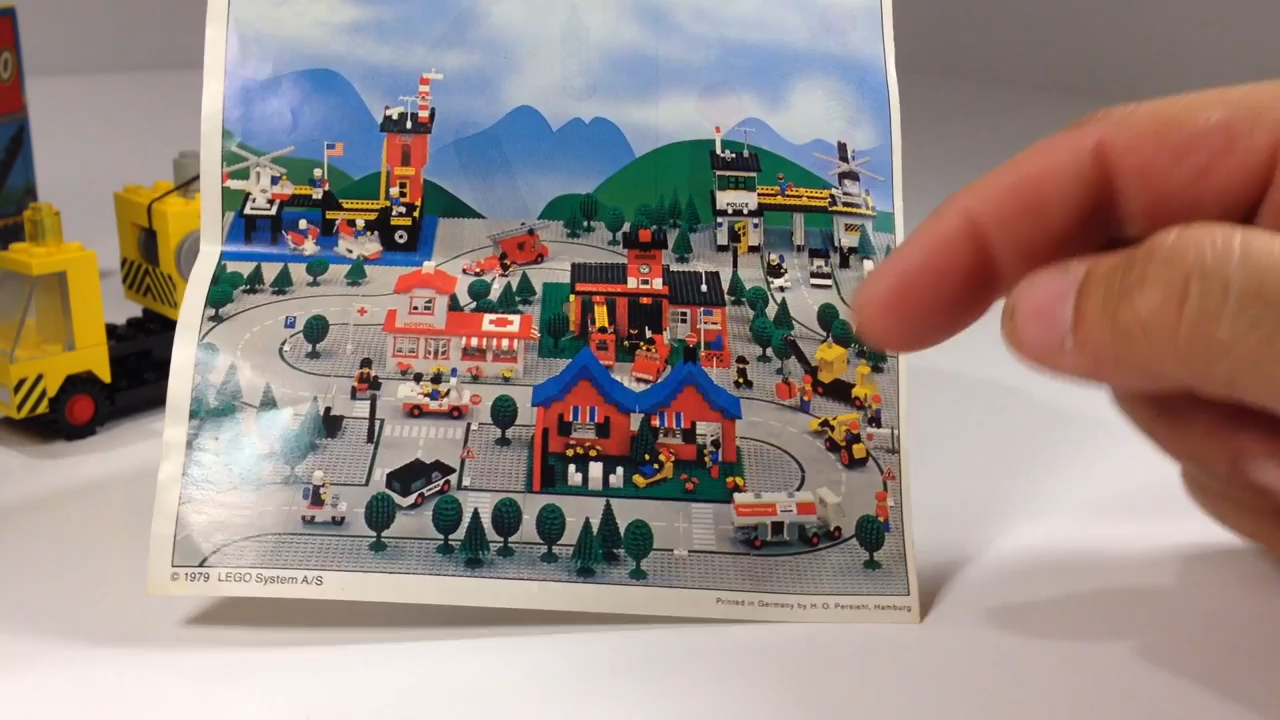 POLICE
HOSPITAL
P
© 1979 LEGO System A/S
Printed in Germany by H. O. Persiehl, Hamburg